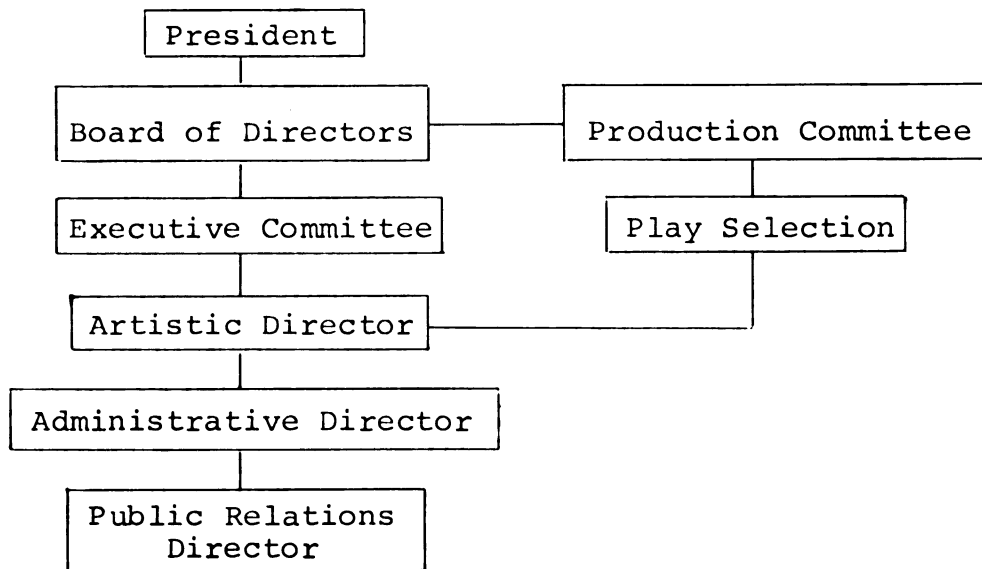 President
Board of Directors
Production Committee
Executive Committee
Play Selection
Artistic Director
Administrative Director
Public Relations
Director